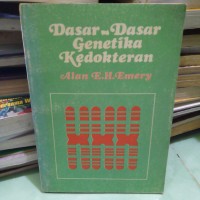 Dasar-Dasar
Genetika
Kedokteran
Alan E.H. Emery